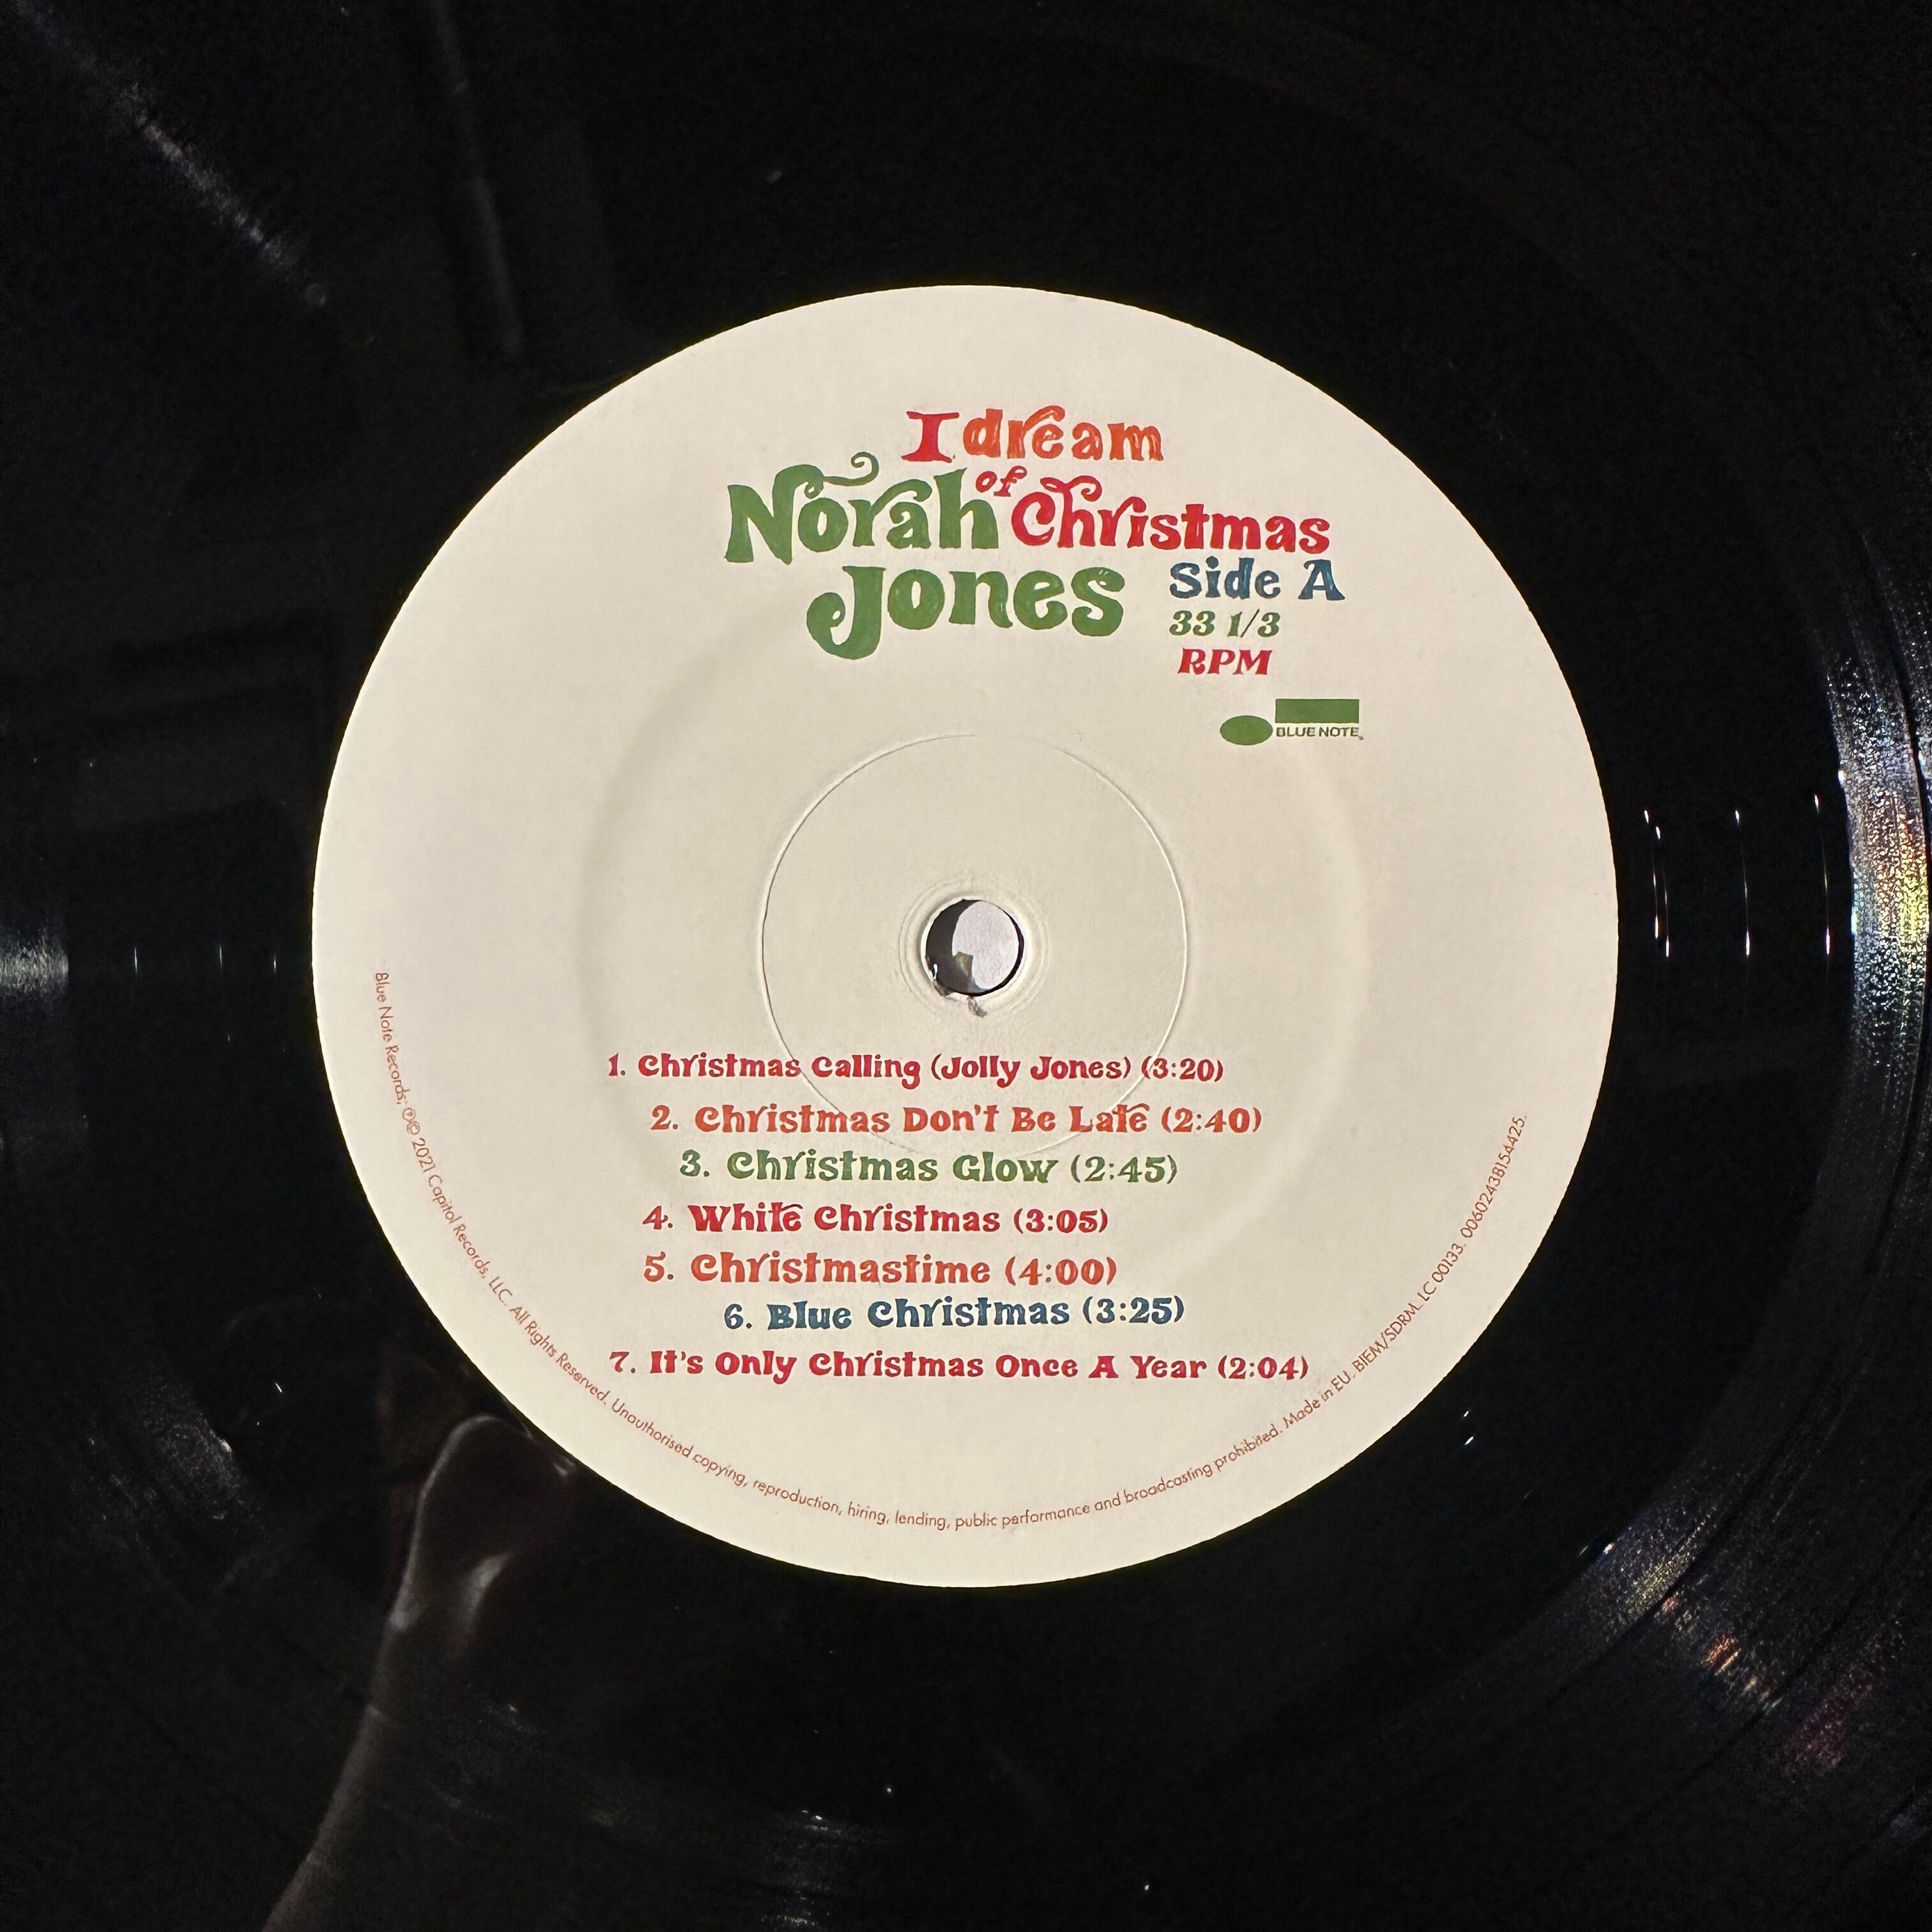 I dream
of
Norah Christmas
Jones Side A
33 1/3
RPM
BLUE NOTE
1. Christmas Calling (Jolly Jones) (3:20)
2. Christmas Don't Be Late (2:40)
3. Christmas Glow (2:45)
4. White Christmas (3:05)
5. Christmastime (4:00)
6. Blue Christmas (3:25)
7. It's Only Christmas Once A Year (2:04)
Blue Note Records; ℗© 2021 Capitol Records, LLC. All Rights Reserved. Unauthorised copying, reproduction, hiring, lending, public performance and broadcasting prohibited. Made in EU. BIEM/SDRM. LC 00133. 00602438154425.